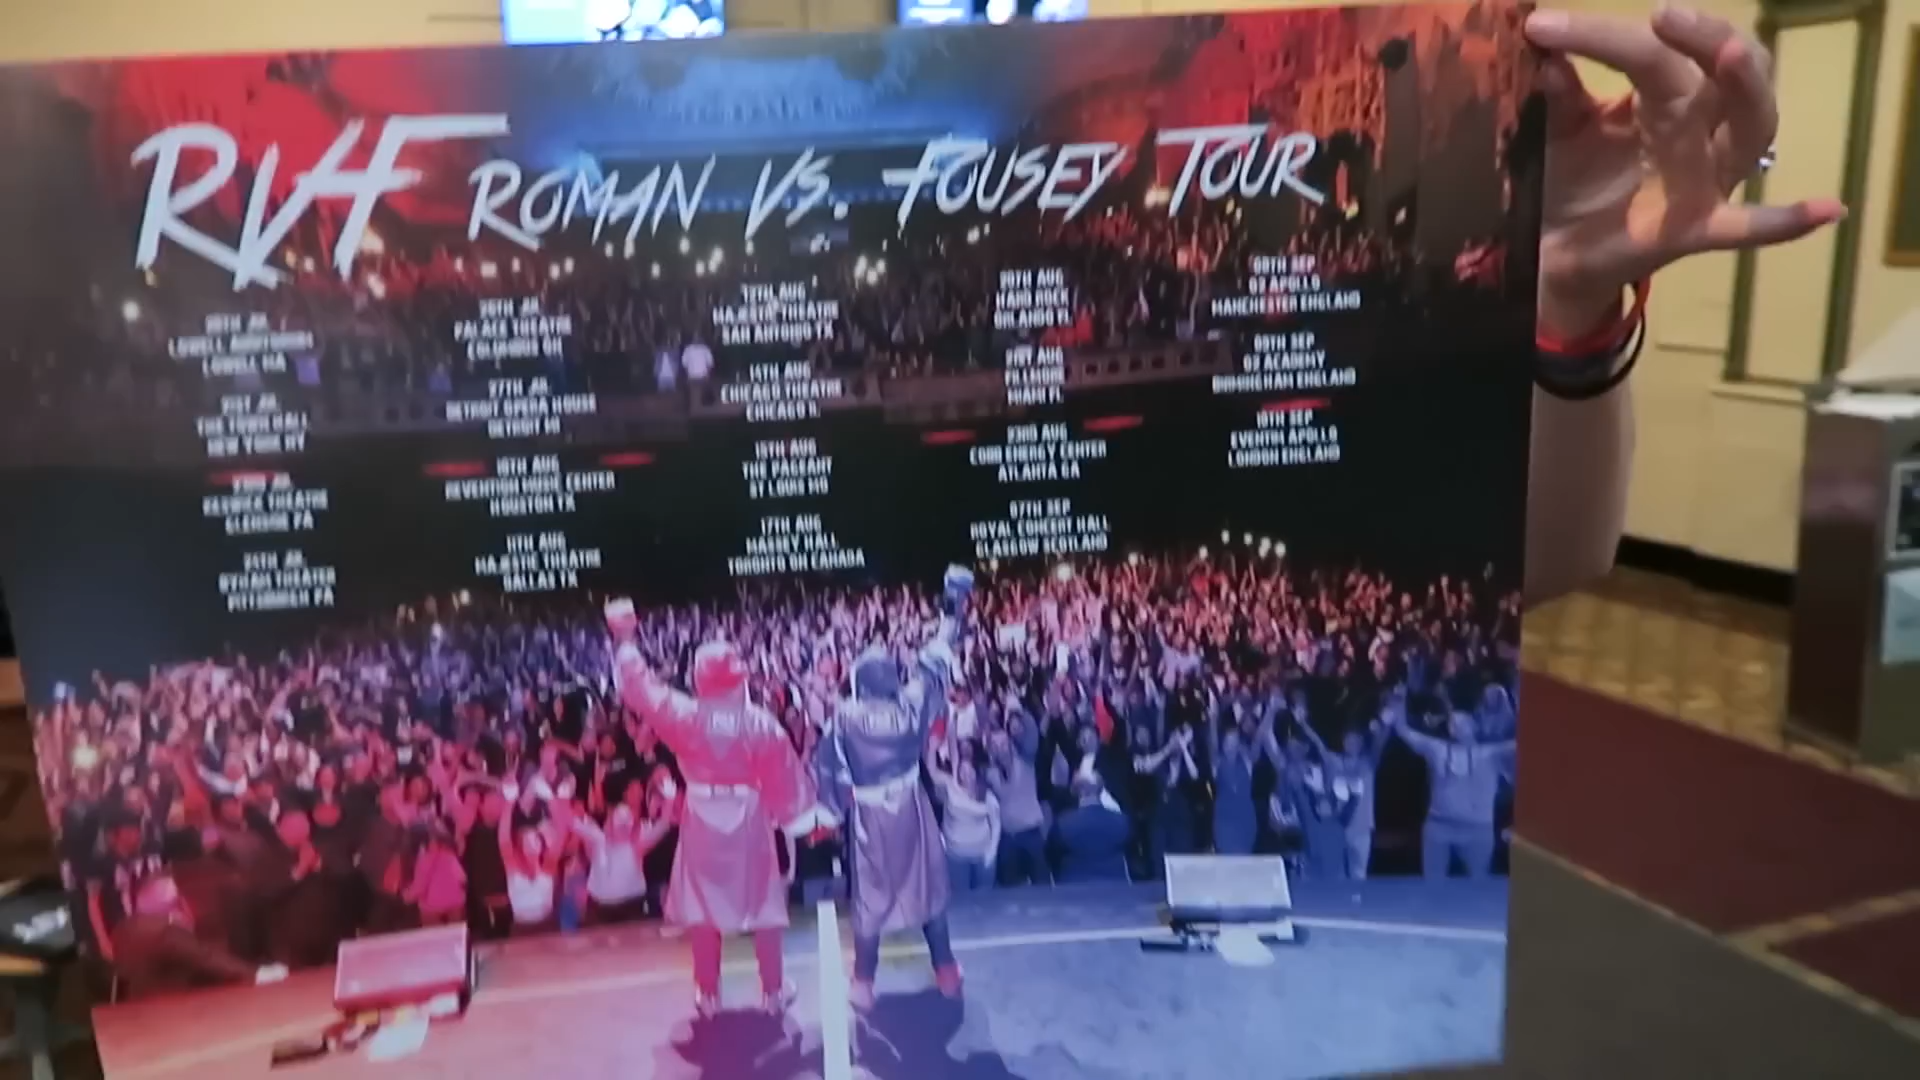 RVF ROMAN VS. FOUSEY TOUR
20TH JUL
LOWELL AUDITORIUM
LOWELL MA
21ST JUL
THE TOWN HALL
NEW YORK NY
KESWICK THEATRE
GLENSIDE PA
24TH JUL
BYHAM THEATER
PITTSBURGH PA
PALACE THEATRE
COLUMBUS OH
27TH JUL
DETROIT OPERA HOUSE
DETROIT MI
10TH AUG
REVENTION MUSIC CENTER
HOUSTON TX
11TH AUG
MAJESTIC THEATRE
DALLAS TX
12TH AUG
MAJESTIC THEATRE
SAN ANTONIO TX
14TH AUG
CHICAGO THEATRE
CHICAGO IL
15TH AUG
THE PAGEANT
ST LOUIS MO
17TH AUG
MASSEY HALL
TORONTO ON CANADA
20TH AUG
HARD ROCK
ORLANDO FL
AUG
FILLMORE
MIAMI FL
23RD AUG
COBB ENERGY CENTER
ATLANTA GA
07TH SEP
ROYAL CONCERT HALL
GLASGOW SCOTLAND
08TH SEP
O2 APOLLO
MANCHESTER ENGLAND
09TH SEP
O2 ACADEMY
BIRMINGHAM ENGLAND
10TH SEP
EVENTIM APOLLO
LONDON ENGLAND